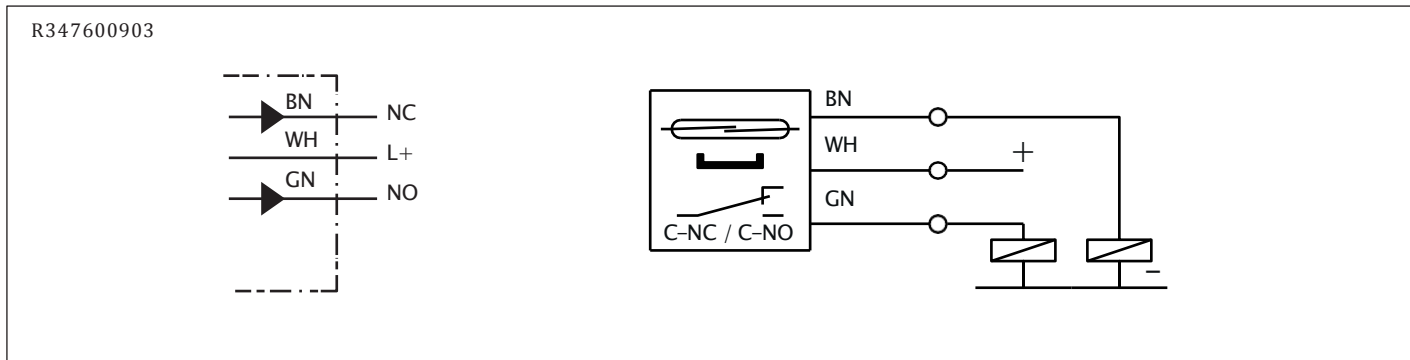 R347600903
BN
NC
WH
L+
GN
NO
BN
WH
+
GN
C–NC / C–NO
–